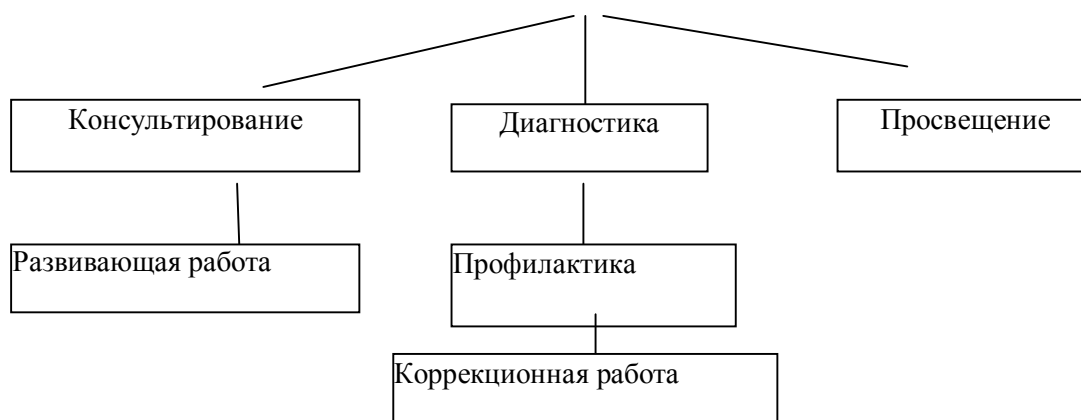 Консультирование
Диагностика
Просвещение
Развивающая работа
Профилактика
Коррекционная работа